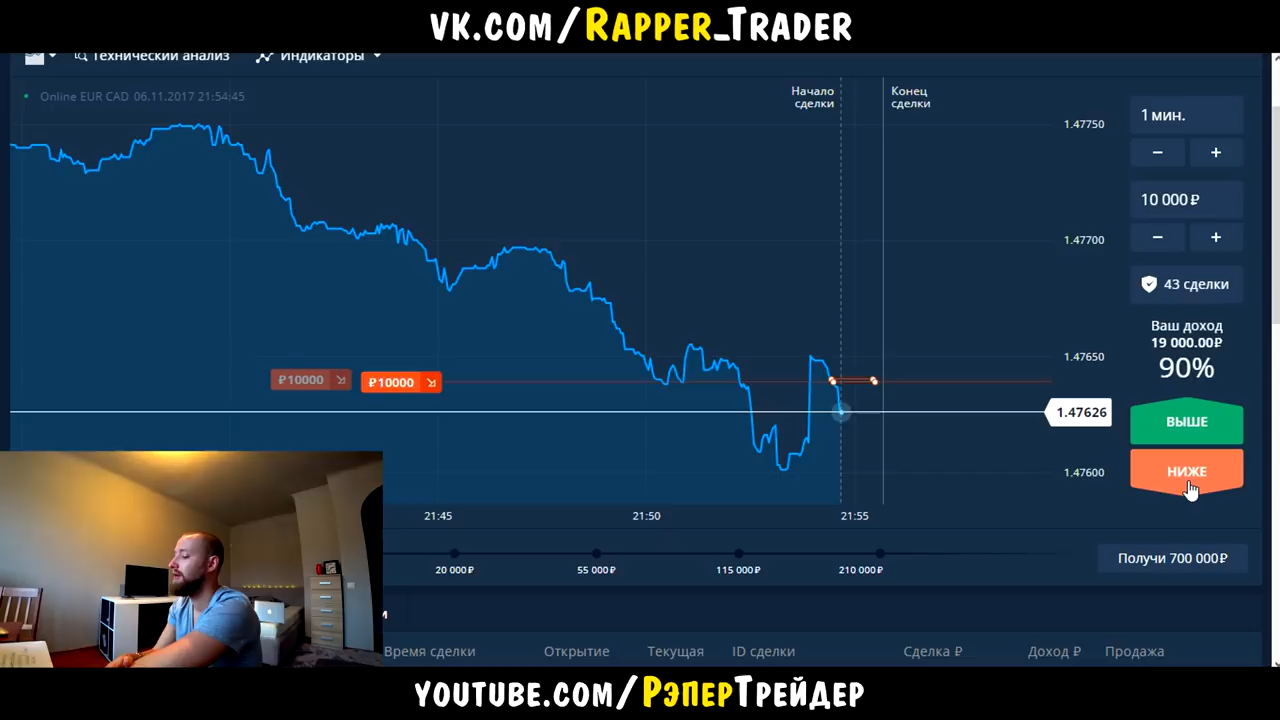 VK.COM/RAPPER_TRADER
Технический анализ
Индикаторы
Online EUR CAD 06.11.2017 21:54:45
Начало
сделки
Конец
сделки
1.47750
1.47700
1.47650
1.47626
1.47600
₽10000
₽10000
21:45
21:50
21:55
1 мин.
−
+
10 000 ₽
−
+
43 сделки
Ваш доход
19 000.00₽
90%
ВЫШЕ
НИЖЕ
20 000₽
55 000₽
115 000₽
210 000₽
Получи 700 000₽
Время сделки
Открытие
Текущая
ID сделки
Сделка ₽
Доход ₽
Продажа
YOUTUBE.COM/РЭПЕРТРЕЙДЕР